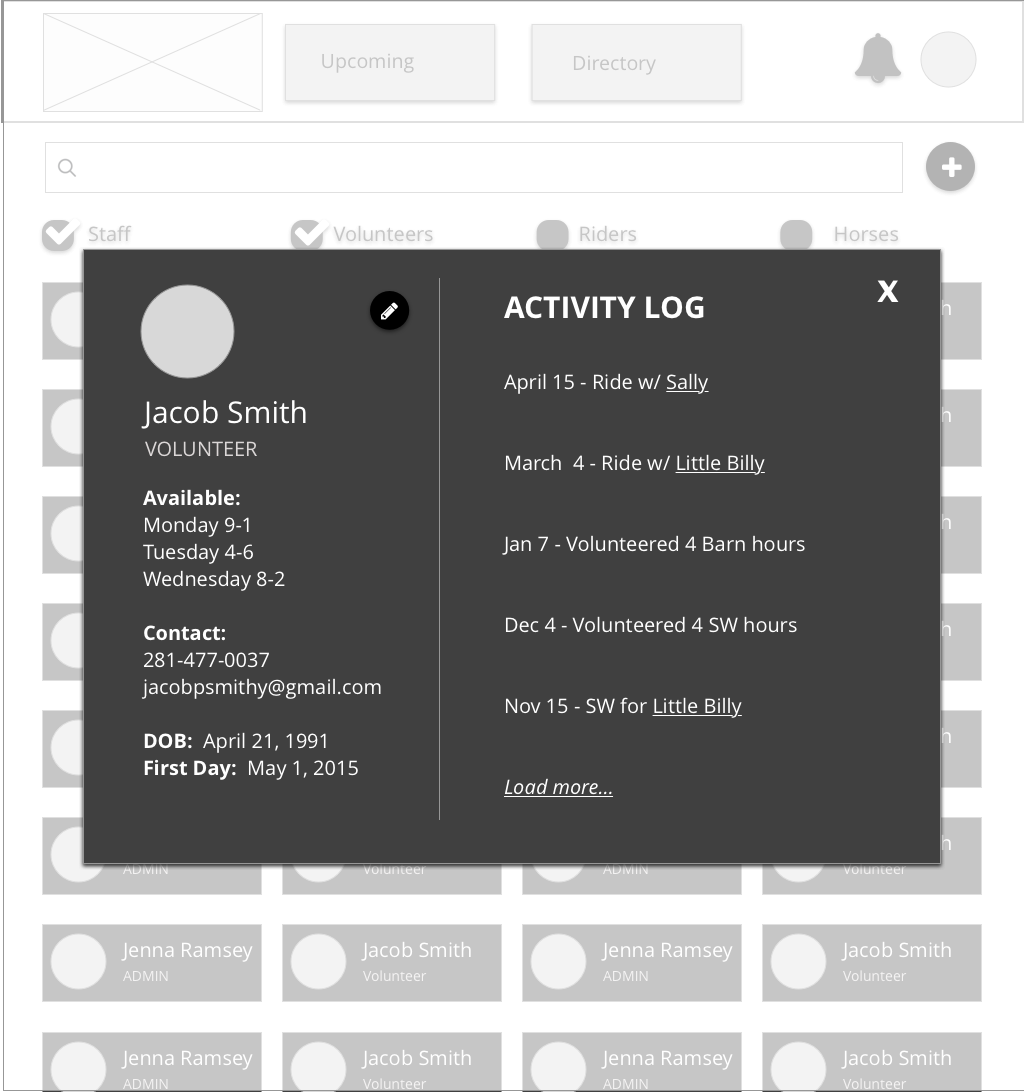 Upcoming
Directory
Staff
Volunteers
Riders
Horses
X
ACTIVITY LOG
Jacob Smith
VOLUNTEER
Available:
Monday 9-1
Tuesday 4-6
Wednesday 8-2
Contact:
281-477-0037
jacobpsmithy@gmail.com
DOB: April 21, 1991
First Day: May 1, 2015
April 15 - Ride w/ Sally
March 4 - Ride w/ Little Billy
Jan 7 - Volunteered 4 Barn hours
Dec 4 - Volunteered 4 SW hours
Nov 15 - SW for Little Billy
Load more...
ADMIN
Volunteer
ADMIN
Volunteer
Jenna Ramsey
ADMIN
Jacob Smith
Volunteer
Jenna Ramsey
ADMIN
Jacob Smith
Volunteer
Jenna Ramsey
ADMIN
Jacob Smith
Volunteer
Jenna Ramsey
ADMIN
Jacob Smith
Volunteer